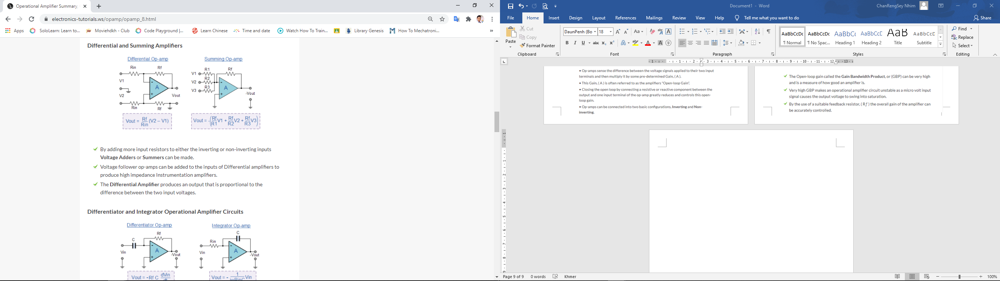 Operational Amplifier Summary,
electronics-tutorials.ws/opamp/opamp_8.html
Apps
SoloLearn: Learn to...
Moviehdkh - Club
Code Playground |...
Learn Chinese
Time and date
Watch How To Train...
Library Genesis
How To Mechatroni...
Differential and Summing Amplifiers
Differential Op-amp
Summing Op-amp
Rin
Rf
V1
V2
Rin
Rf
A
Vout
V1
V2
V3
R1
R2
R3
Rf
A
-Vout
Vout = Rf/Rin (V2 – V1)
Vout = -(Rf/R1 V1 + Rf/R2 V2 + Rf/R3 V3)
By adding more input resistors to either the inverting or non-inverting inputs
Voltage Adders or Summers can be made.
Voltage follower op-amps can be added to the inputs of Differential amplifiers to
produce high impedance Instrumentation amplifiers.
The Differential Amplifier produces an output that is proportional to the
difference between the two input voltages.
Differentiator and Integrator Operational Amplifier Circuits
Differentiator Op-amp
Integrator Op-amp
C
Rf
Vin
A
-Vout
C
Rin
Vin
A
-Vout
Vout = -Rf C dVin/dt
Vout = - 1/jωRinC Vin
Document1 - Word
ChanRengSey Nhim
File
Home
Insert
Design
Layout
References
Mailings
Review
View
Help
Tell me what you want to do
Share
Paste
Cut
Copy
Format Painter
Clipboard
DaunPenh (Bo
18
Font
Paragraph
AaBbCcDc
¶ Normal
AaBbCcDc
¶ No Spac...
AaBbCc
Heading 1
AaBbCcD
Heading 2
AaB
Title
AaBbCcD
Subtitle
Styles
Find
Replace
Select
Editing
• Op-amps sense the difference between the voltage signals applied to their two input
terminals and then multiply it by some pre-determined Gain, ( A ).
• This Gain, ( A ) is often referred to as the amplifiers "Open-loop Gain".
• Closing the open loop by connecting a resistive or reactive component between the
output and one input terminal of the op-amp greatly reduces and controls this open-
loop gain.
• Op-amps can be connected into two basic configurations, Inverting and Non-
inverting.
The Open-loop gain called the Gain Bandwidth Product, or (GBP) can be very high
and is a measure of how good an amplifier is.
Very high GBP makes an operational amplifier circuit unstable as a micro volt input
signal causes the output voltage to swing into saturation.
By the use of a suitable feedback resistor, ( Rƒ ) the overall gain of the amplifier can
be accurately controlled.
Page 9 of 9
0 words
Khmer
100%